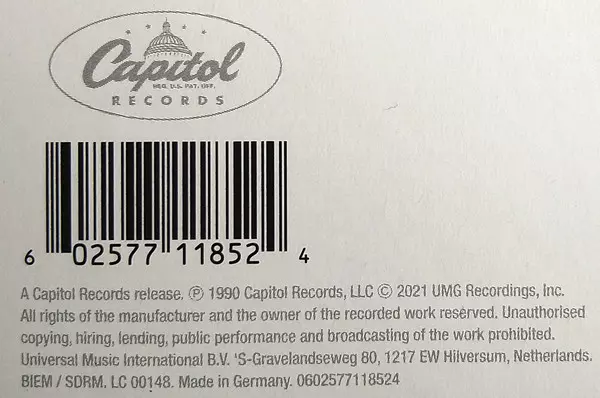 Capitol
REG. U.S. PAT. OFF.
RECORDS
6 02577 11852 4
A Capitol Records release. ℗ 1990 Capitol Records, LLC © 2021 UMG Recordings, Inc.
All rights of the manufacturer and the owner of the recorded work reserved. Unauthorised
copying, hiring, lending, public performance and broadcasting of the work prohibited.
Universal Music International B.V. 'S-Gravelandseweg 80, 1217 EW Hilversum, Netherlands.
BIEM / SDRM. LC 00148. Made in Germany. 0602577118524